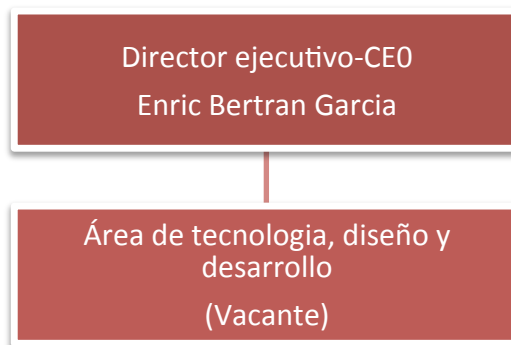 Director ejecutivo-CE0
Enric Bertran Garcia
Área de tecnologia, diseño y
desarrollo
(Vacante)